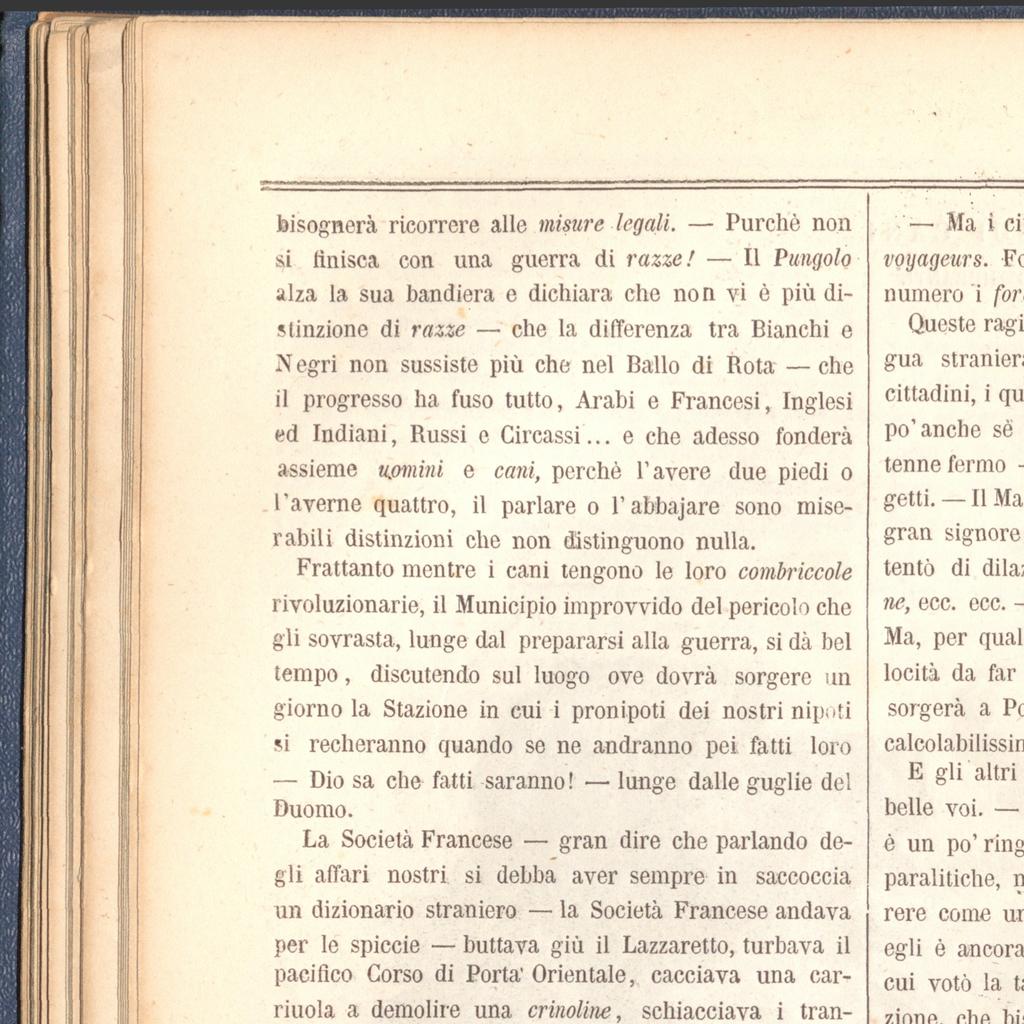 bisognerà ricorrere alle misure legali. — Purchè non
si finisca con una guerra di razze! — Il Pungolo
alza la sua bandiera e dichiara che non vi è più di-
stinzione di razze — che la differenza tra Bianchi e
Negri non sussiste più che nel Ballo di Rota — che
il progresso ha fuso tutto, Arabi e Francesi, Inglesi
ed Indiani, Russi e Circassi... e che adesso fonderà
assieme uomini e cani, perchè l'avere due piedi o
l'averne quattro, il parlare o l'abbajare sono mise-
rabili distinzioni che non distinguono nulla.
Frattanto mentre i cani tengono le loro combriccole
rivoluzionarie, il Municipio improvvido del pericolo che
gli sovrasta, lunge dal prepararsi alla guerra, si dà bel
tempo, discutendo sul luogo ove dovrà sorgere un
giorno la Stazione in cui i pronipoti dei nostri nipoti
si recheranno quando se ne andranno pei fatti loro
— Dio sa che fatti saranno! — lunge dalle guglie del
Duomo.
La Società Francese — gran dire che parlando de-
gli affari nostri si debba aver sempre in saccoccia
un dizionario straniero — la Società Francese andava
per le spiccie — buttava giù il Lazzaretto, turbava il
pacifico Corso di Porta Orientale, cacciava una car-
riuola a demolire una crinoline, schiacciava i tran-
— Ma i ci
voyageurs. Fo
numero i for
Queste ragi
gua stranier
cittadini, i qu
po'anche sè
tenne fermo
getti. — Il Ma
gran signore
tentò di dila
ne, ecc. ecc. —
Ma, per qual
locità da far
sorgerà a Po
calcolabilissi
E gli altri
belle voi. —
è un po' ring
paralitiche,
rere come un
egli è ancora
cui votò la ta
zione, che bis